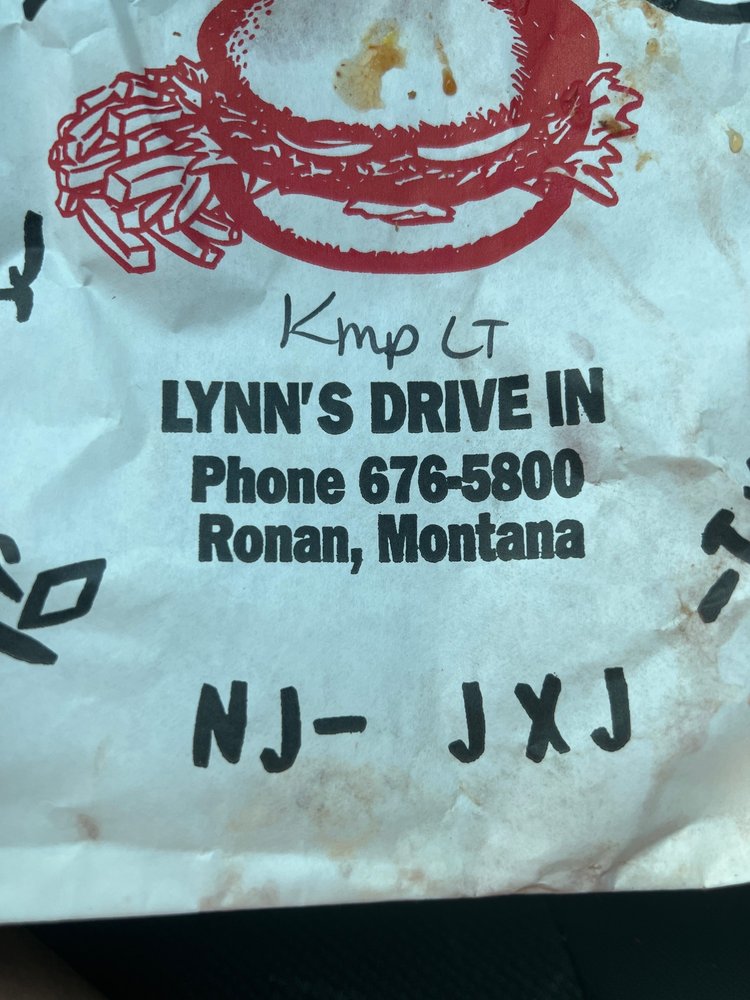 Kmp LT
LYNN'S DRIVE IN
Phone 676-5800
Ronan, Montana
NJ- JXJ